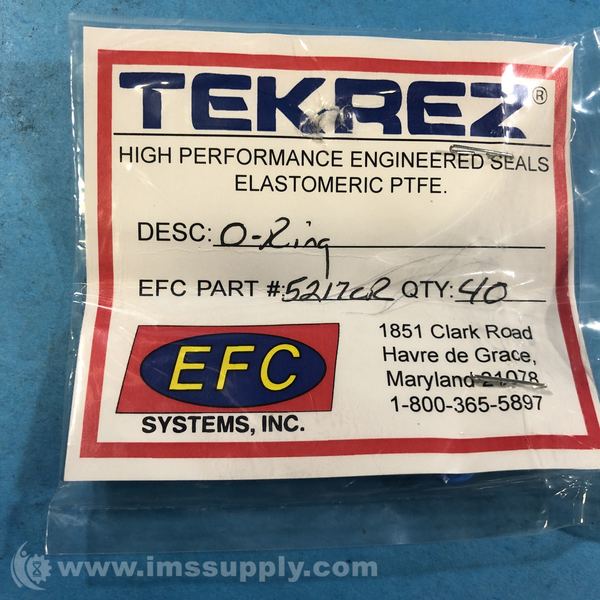 TEKREZ®
HIGH PERFORMANCE ENGINEERED SEALS
ELASTOMERIC PTFE.
DESC: O-Ring
EFC PART #: 5217CR QTY: 40
EFC
SYSTEMS, INC.
1851 Clark Road
Havre de Grace,
Maryland 21078
1-800-365-5897
www.imssupply.com